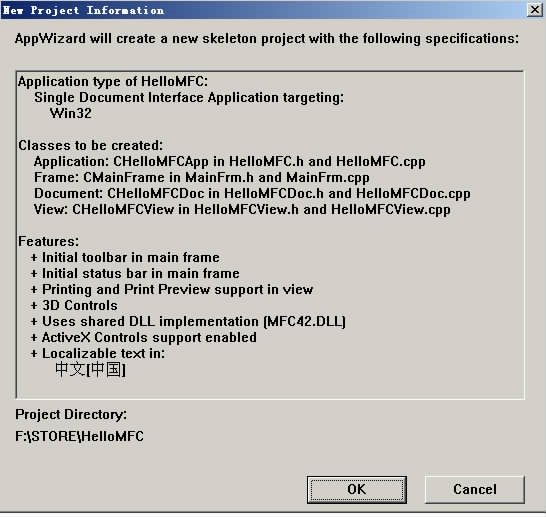 New Project Information
AppWizard will create a new skeleton project with the following specifications:
Application type of HelloMFC:
Single Document Interface Application targeting:
Win32
Classes to be created:
Application: CHelloMFCApp in HelloMFC.h and HelloMFC.cpp
Frame: CMainFrame in MainFrm.h and MainFrm.cpp
Document: CHelloMFCDoc in HelloMFCDoc.h and HelloMFCDoc.cpp
View: CHelloMFCView in HelloMFCView.h and HelloMFCView.cpp
Features:
+ Initial toolbar in main frame
+ Initial status bar in main frame
+ Printing and Print Preview support in view
+ 3D Controls
+ Uses shared DLL implementation (MFC42.DLL)
+ ActiveX Controls support enabled
+ Localizable text in:
中文[中国]
Project Directory:
F:\STORE\HelloMFC
OK Cancel